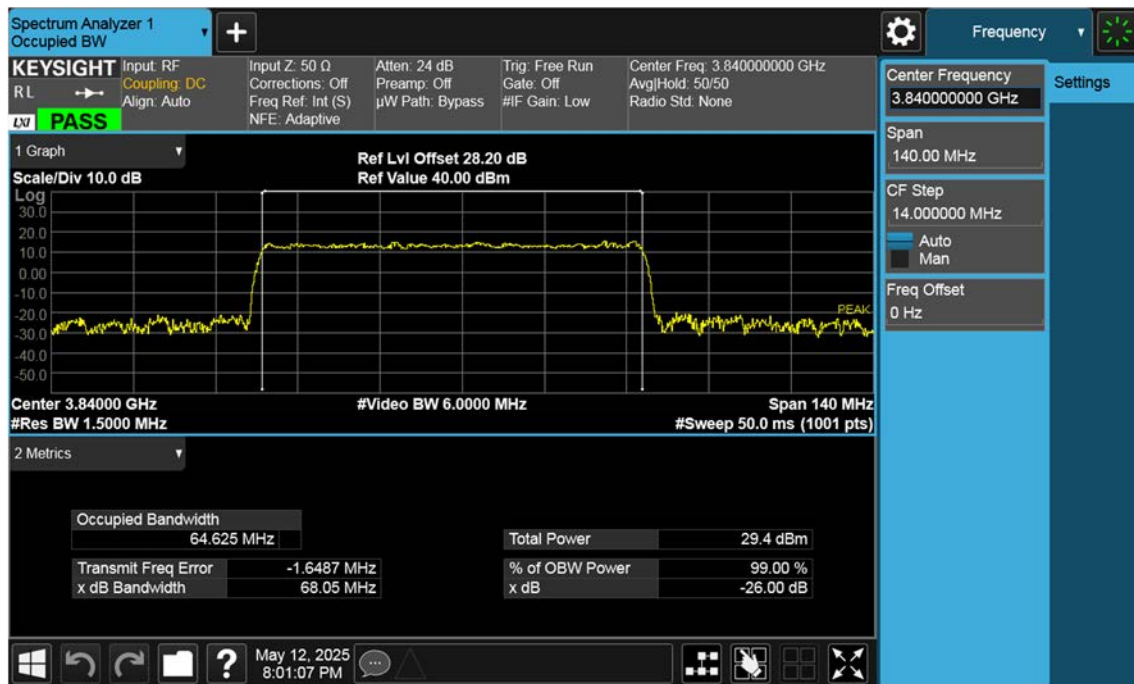 Spectrum Analyzer 1
Occupied BW
Frequency
KEYSIGHT
RL
LXI
PASS
Input: RF
Coupling: DC
Align: Auto
Input Z: 50 Ω
Corrections: Off
Freq Ref: Int (S)
NFE: Adaptive
Atten: 24 dB
Preamp: Off
µW Path: Bypass
Trig: Free Run
Gate: Off
#IF Gain: Low
Center Freq: 3.840000000 GHz
Avg|Hold: 50/50
Radio Std: None
Center Frequency
3.840000000 GHz
Settings
Span
140.00 MHz
CF Step
14.000000 MHz
Auto
Man
Freq Offset
0 Hz
1 Graph
Scale/Div 10.0 dB
Ref Lvl Offset 28.20 dB
Ref Value 40.00 dBm
Log
30.0
20.0
10.0
0.00
-10.0
-20.0
-30.0
-40.0
-50.0
PEAK
Center 3.84000 GHz
#Video BW 6.0000 MHz
Span 140 MHz
#Res BW 1.5000 MHz
#Sweep 50.0 ms (1001 pts)
2 Metrics
Occupied Bandwidth
64.625 MHz
Total Power 29.4 dBm
Transmit Freq Error -1.6487 MHz
% of OBW Power 99.00 %
x dB Bandwidth 68.05 MHz
x dB -26.00 dB
May 12, 2025
8:01:07 PM